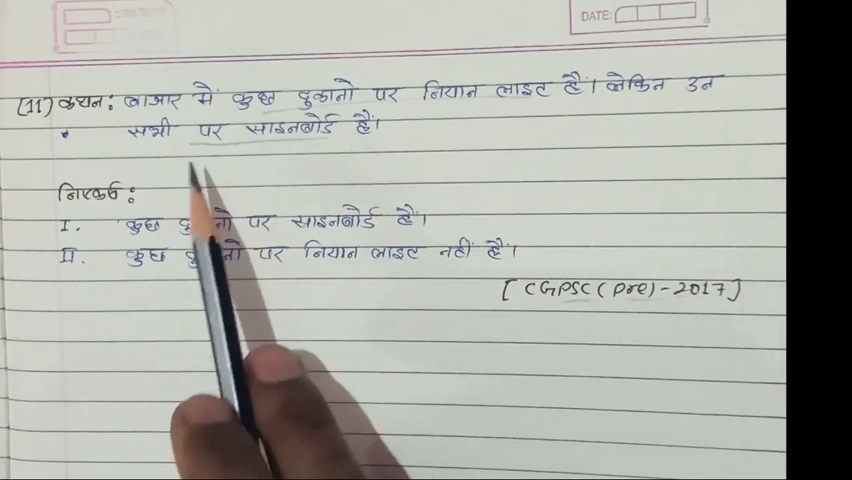 DATE:
(11) कथन: बाजार में कुछ दुकानो पर नियान लाइट हैं। लेकिन उन
सभी पर साइनबोर्ड हैं।
निष्कर्ष:
I. कुछ दुकानो पर साइनबोर्ड हैं।
II. कुछ दुकानो पर नियान लाइट नहीं हैं।
[CGPSC(pre)-2017]